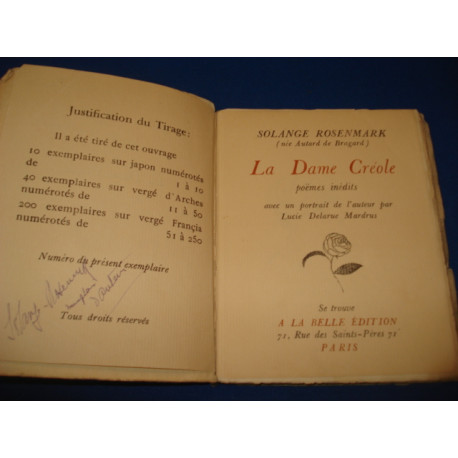 Justification du Tirage:
Il a été tiré de cet ouvrage
10 exemplaires sur japon numérotés
de 1 à 10
40 exemplaires sur vergé d'Arches
numérotés de 11 à 50
200 exemplaires sur vergé Français
numérotés de 51 à 250
Numéro du présent exemplaire
Tous droits réservés
SOLANGE ROSENMARK
(née Autard de Bragard)
La Dame Créole
poèmes inédits
avec un portrait de l'auteur par
Lucie Delarue Mardrus
Se trouve
A LA BELLE ÉDITION
71, Rue des Saints-Pères 71
PARIS